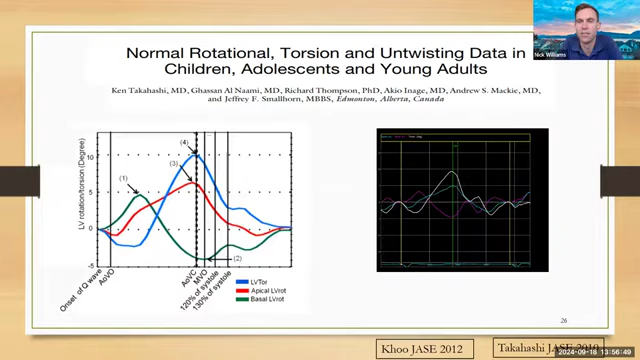 Nick Williams
Normal Rotational, Torsion and Untwisting Data in
Children, Adolescents and Young Adults
Ken Takahashi, MD, Ghassan Al Naami, MD, Richard Thompson, PhD, Akio Inage, MD, Andrew S. Mackie, MD,
and Jeffrey F. Smallhorn, MBBS, Edmonton, Alberta, Canada
LV rotation/torsion (Degree)
10
5
0
-5
(1)
(2)
(3)
(4)
Onset of Q wave
AoVO
AoVC
MVO
120% of systole
130% of systole
LVTor
Apical LVrot
Basal LVrot
26
Khoo JASE 2012
Takahashi JASE 2010
2024-09-18 13:56:49